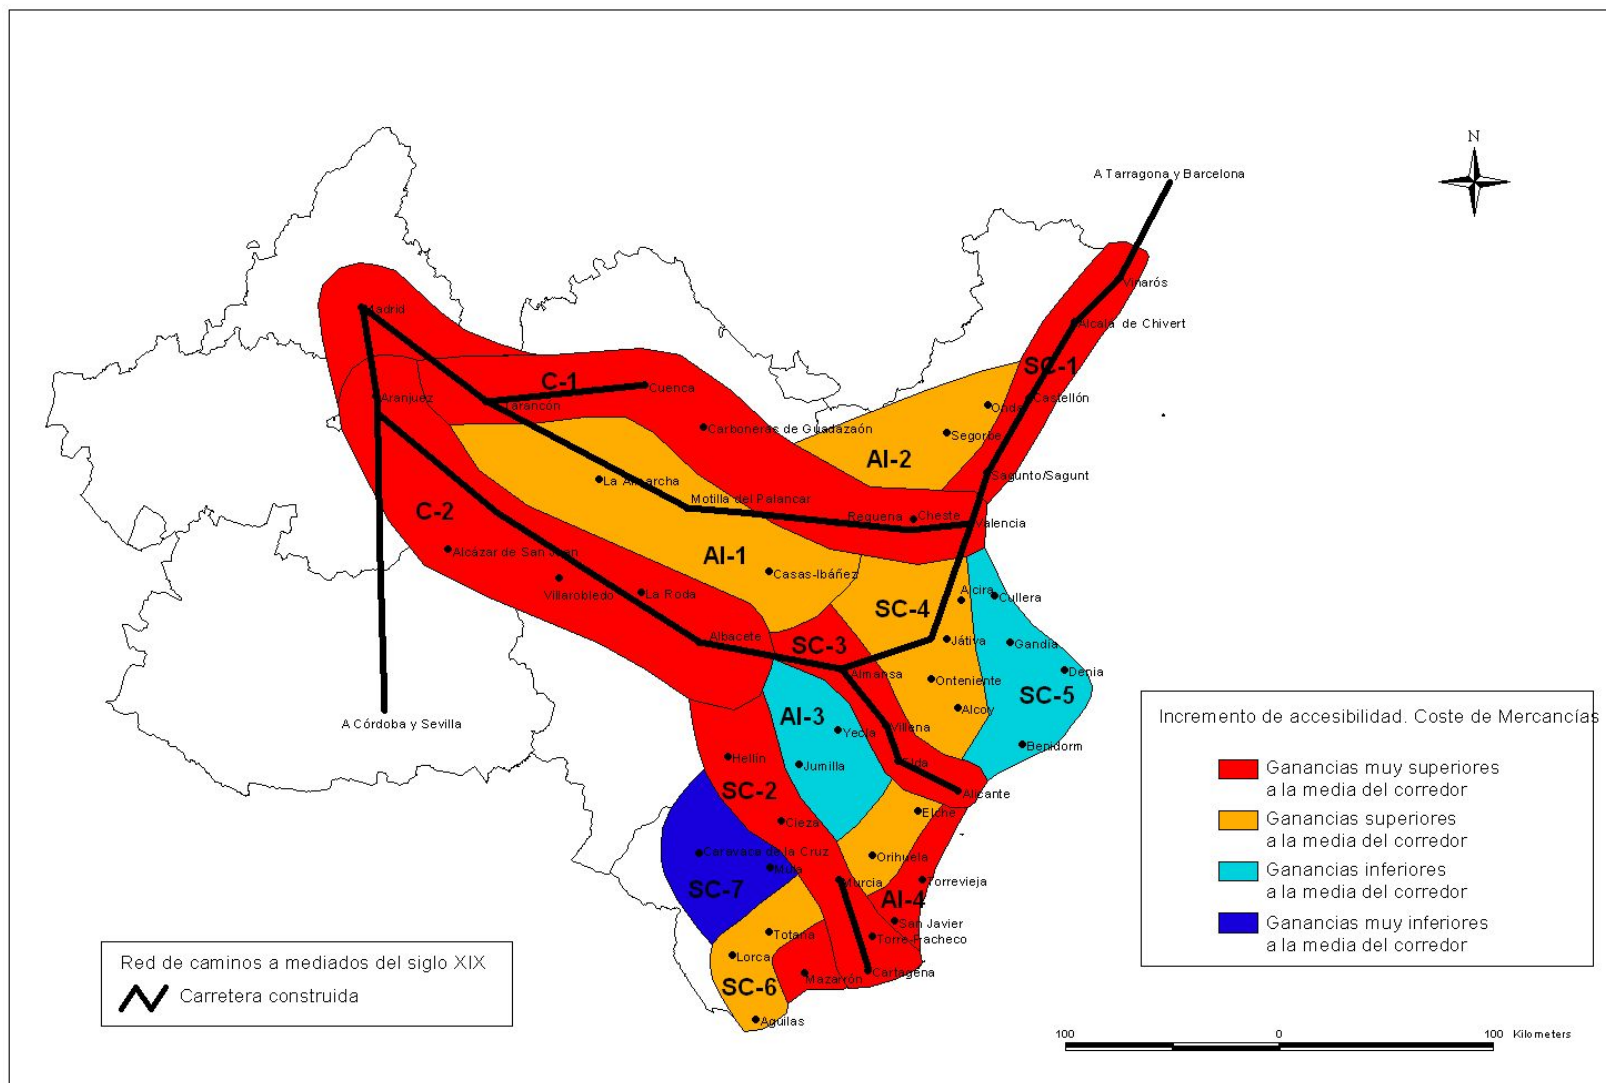 N
A Tarragona y Barcelona
Vinarós
Madrid
Alcalá de Chivert
SC-1
C-1
Cuenca
Aranjuez
Tarancón
Castellón
Onda
Carboneras de Guadazaón
Segorbe
AI-2
Sagunto/Sagunt
La Almarcha
Motilla del Palancar
C-2
Requena
Cheste
Valencia
Alcázar de San Juan
AI-1
Casas-Ibáñez
Villarobledo
La Roda
SC-4
Alcira
Cullera
Albacete
SC-3
Játiva
Gandia
Almansa
Onteniente
Denia
SC-5
A Córdoba y Sevilla
AI-3
Yecla
Villena
Alcoy
Benidorm
Hellín
Jumilla
Elda
SC-2
Alicante
Cieza
Elche
Caravaca de la Cruz
Mula
Orihuela
SC-7
Murcia
Torrevieja
AI-4
San Javier
Totana
Torre-Pacheco
Lorca
Mazarrón
Cartagena
SC-6
Aguilas
Incremento de accesibilidad. Coste de Mercancías
Ganancias muy superiores
a la media del corredor
Ganancias superiores
a la media del corredor
Ganancias inferiores
a la media del corredor
Ganancias muy inferiores
a la media del corredor
Red de caminos a mediados del siglo XIX
Carretera construida
100 0 100 Kilometers